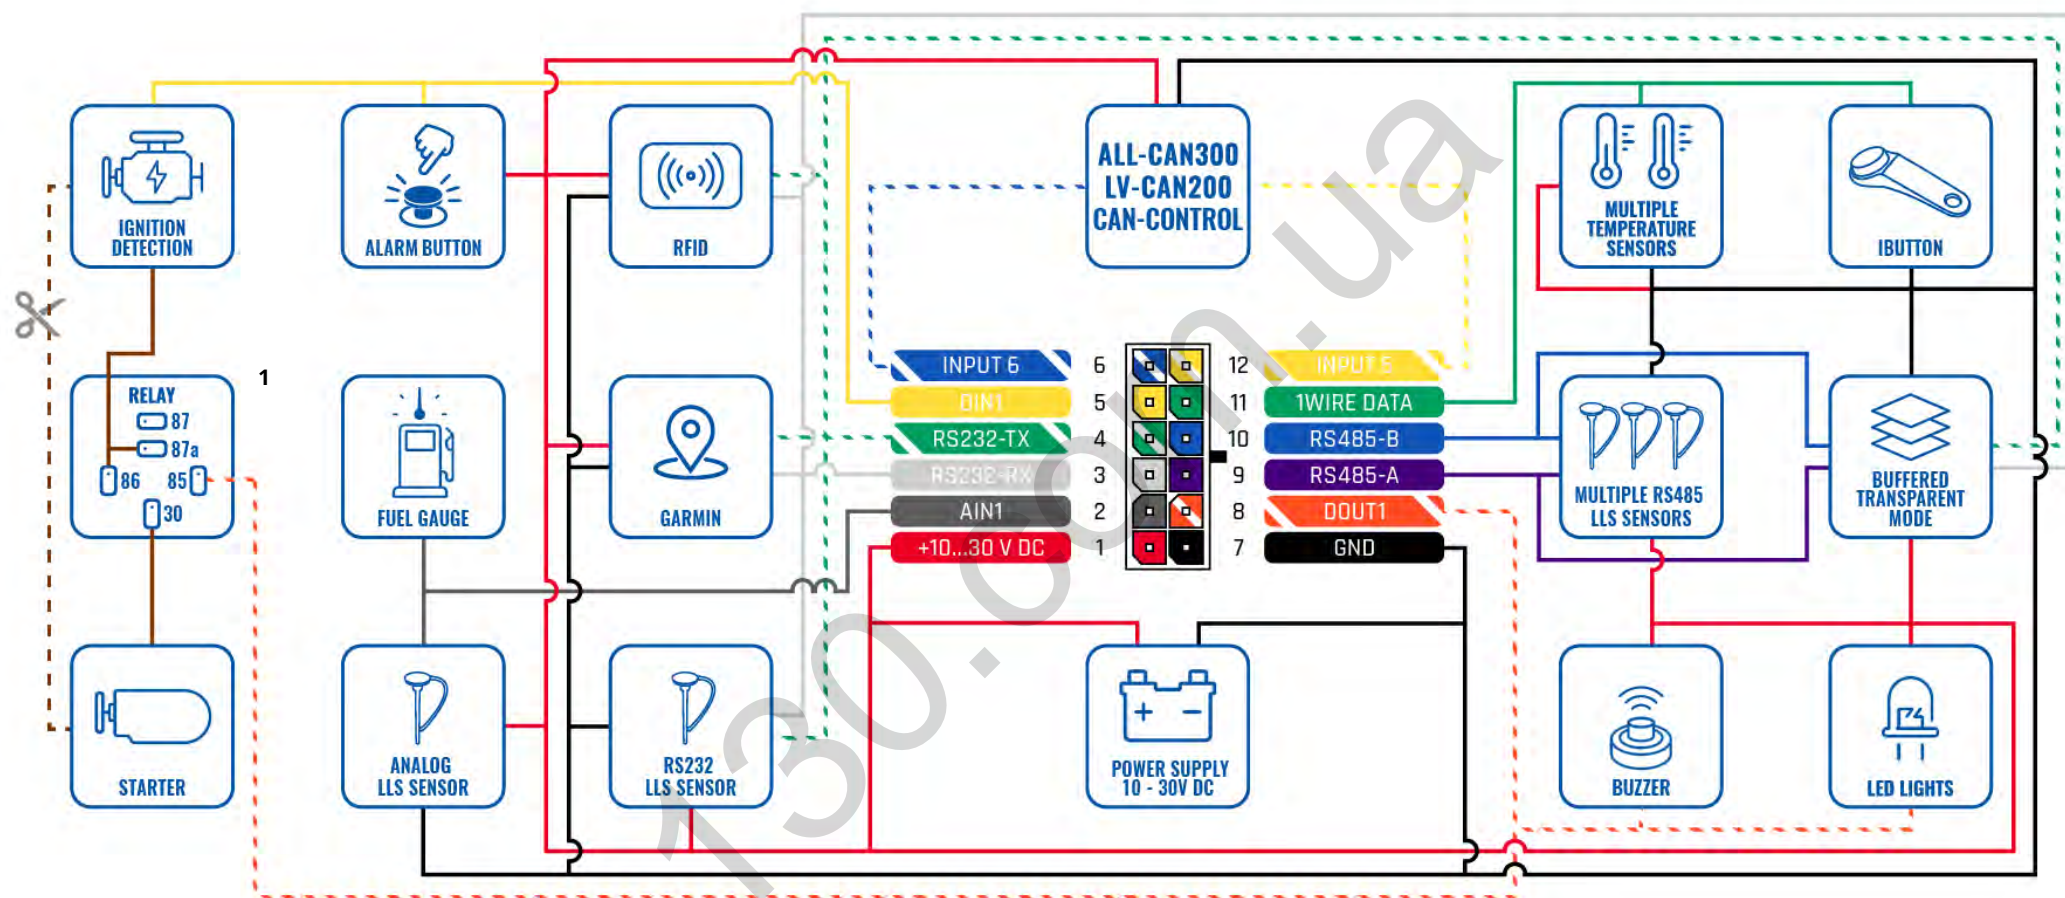 IGNITION
DETECTION
ALARM BUTTON
RFID
ALL-CAN300
LV-CAN200
CAN-CONTROL
MULTIPLE
TEMPERATURE
SENSORS
IBUTTON
RELAY
87
87a
86
85
30
1
FUEL GAUGE
GARMIN
INPUT 6
6
12
INPUT 5
DIN1
5
11
1WIRE DATA
RS232-TX
4
10
RS485-B
RS232-RX
3
9
RS485-A
AIN1
2
8
DOUT1
+10...30 V DC
1
7
GND
MULTIPLE RS485
LLS SENSORS
BUFFERED
TRANSPARENT
MODE
STARTER
ANALOG
LLS SENSOR
RS232
LLS SENSOR
POWER SUPPLY
10 - 30V DC
BUZZER
LED LIGHTS
130.com.ua